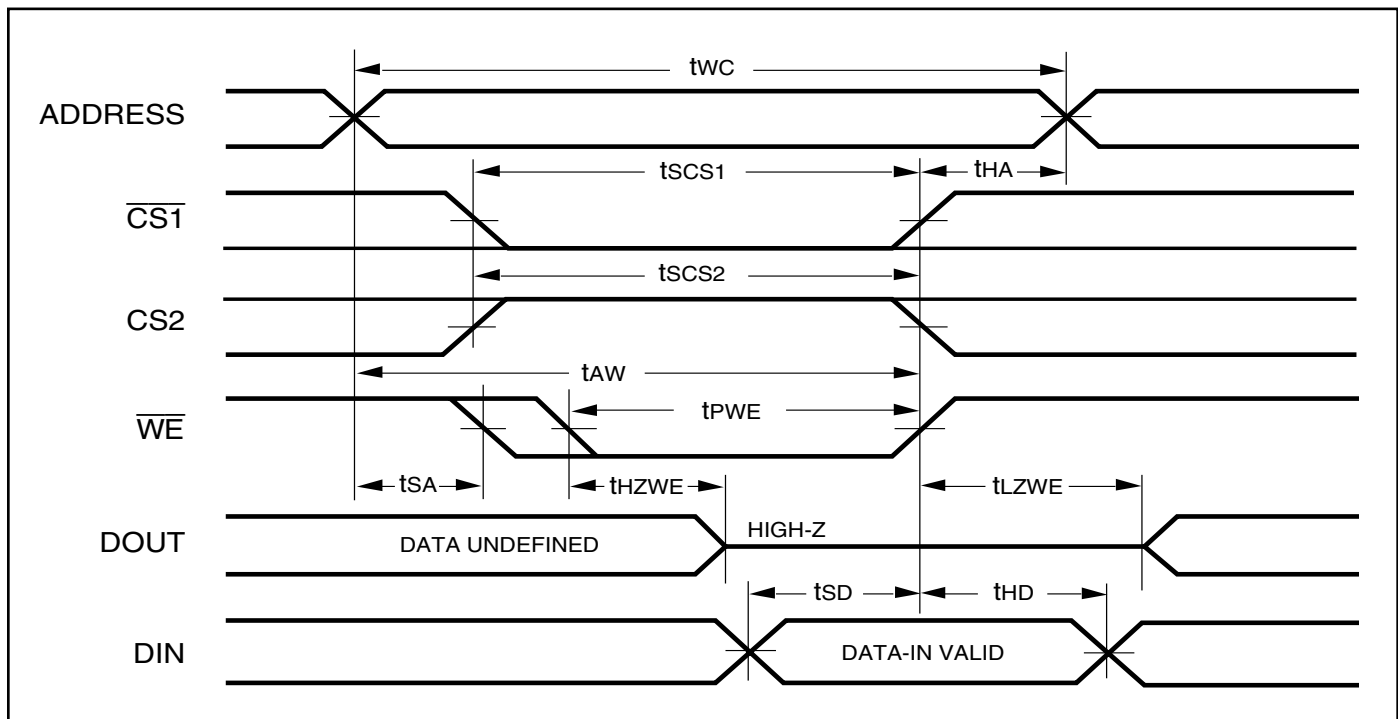 tWC
ADDRESS
tSCS1
tHA
CS1
tSCS2
CS2
tAW
tPWE
WE
tSA
tHZWE
tLZWE
DOUT
DATA UNDEFINED
HIGH-Z
tSD
tHD
DIN
DATA-IN VALID